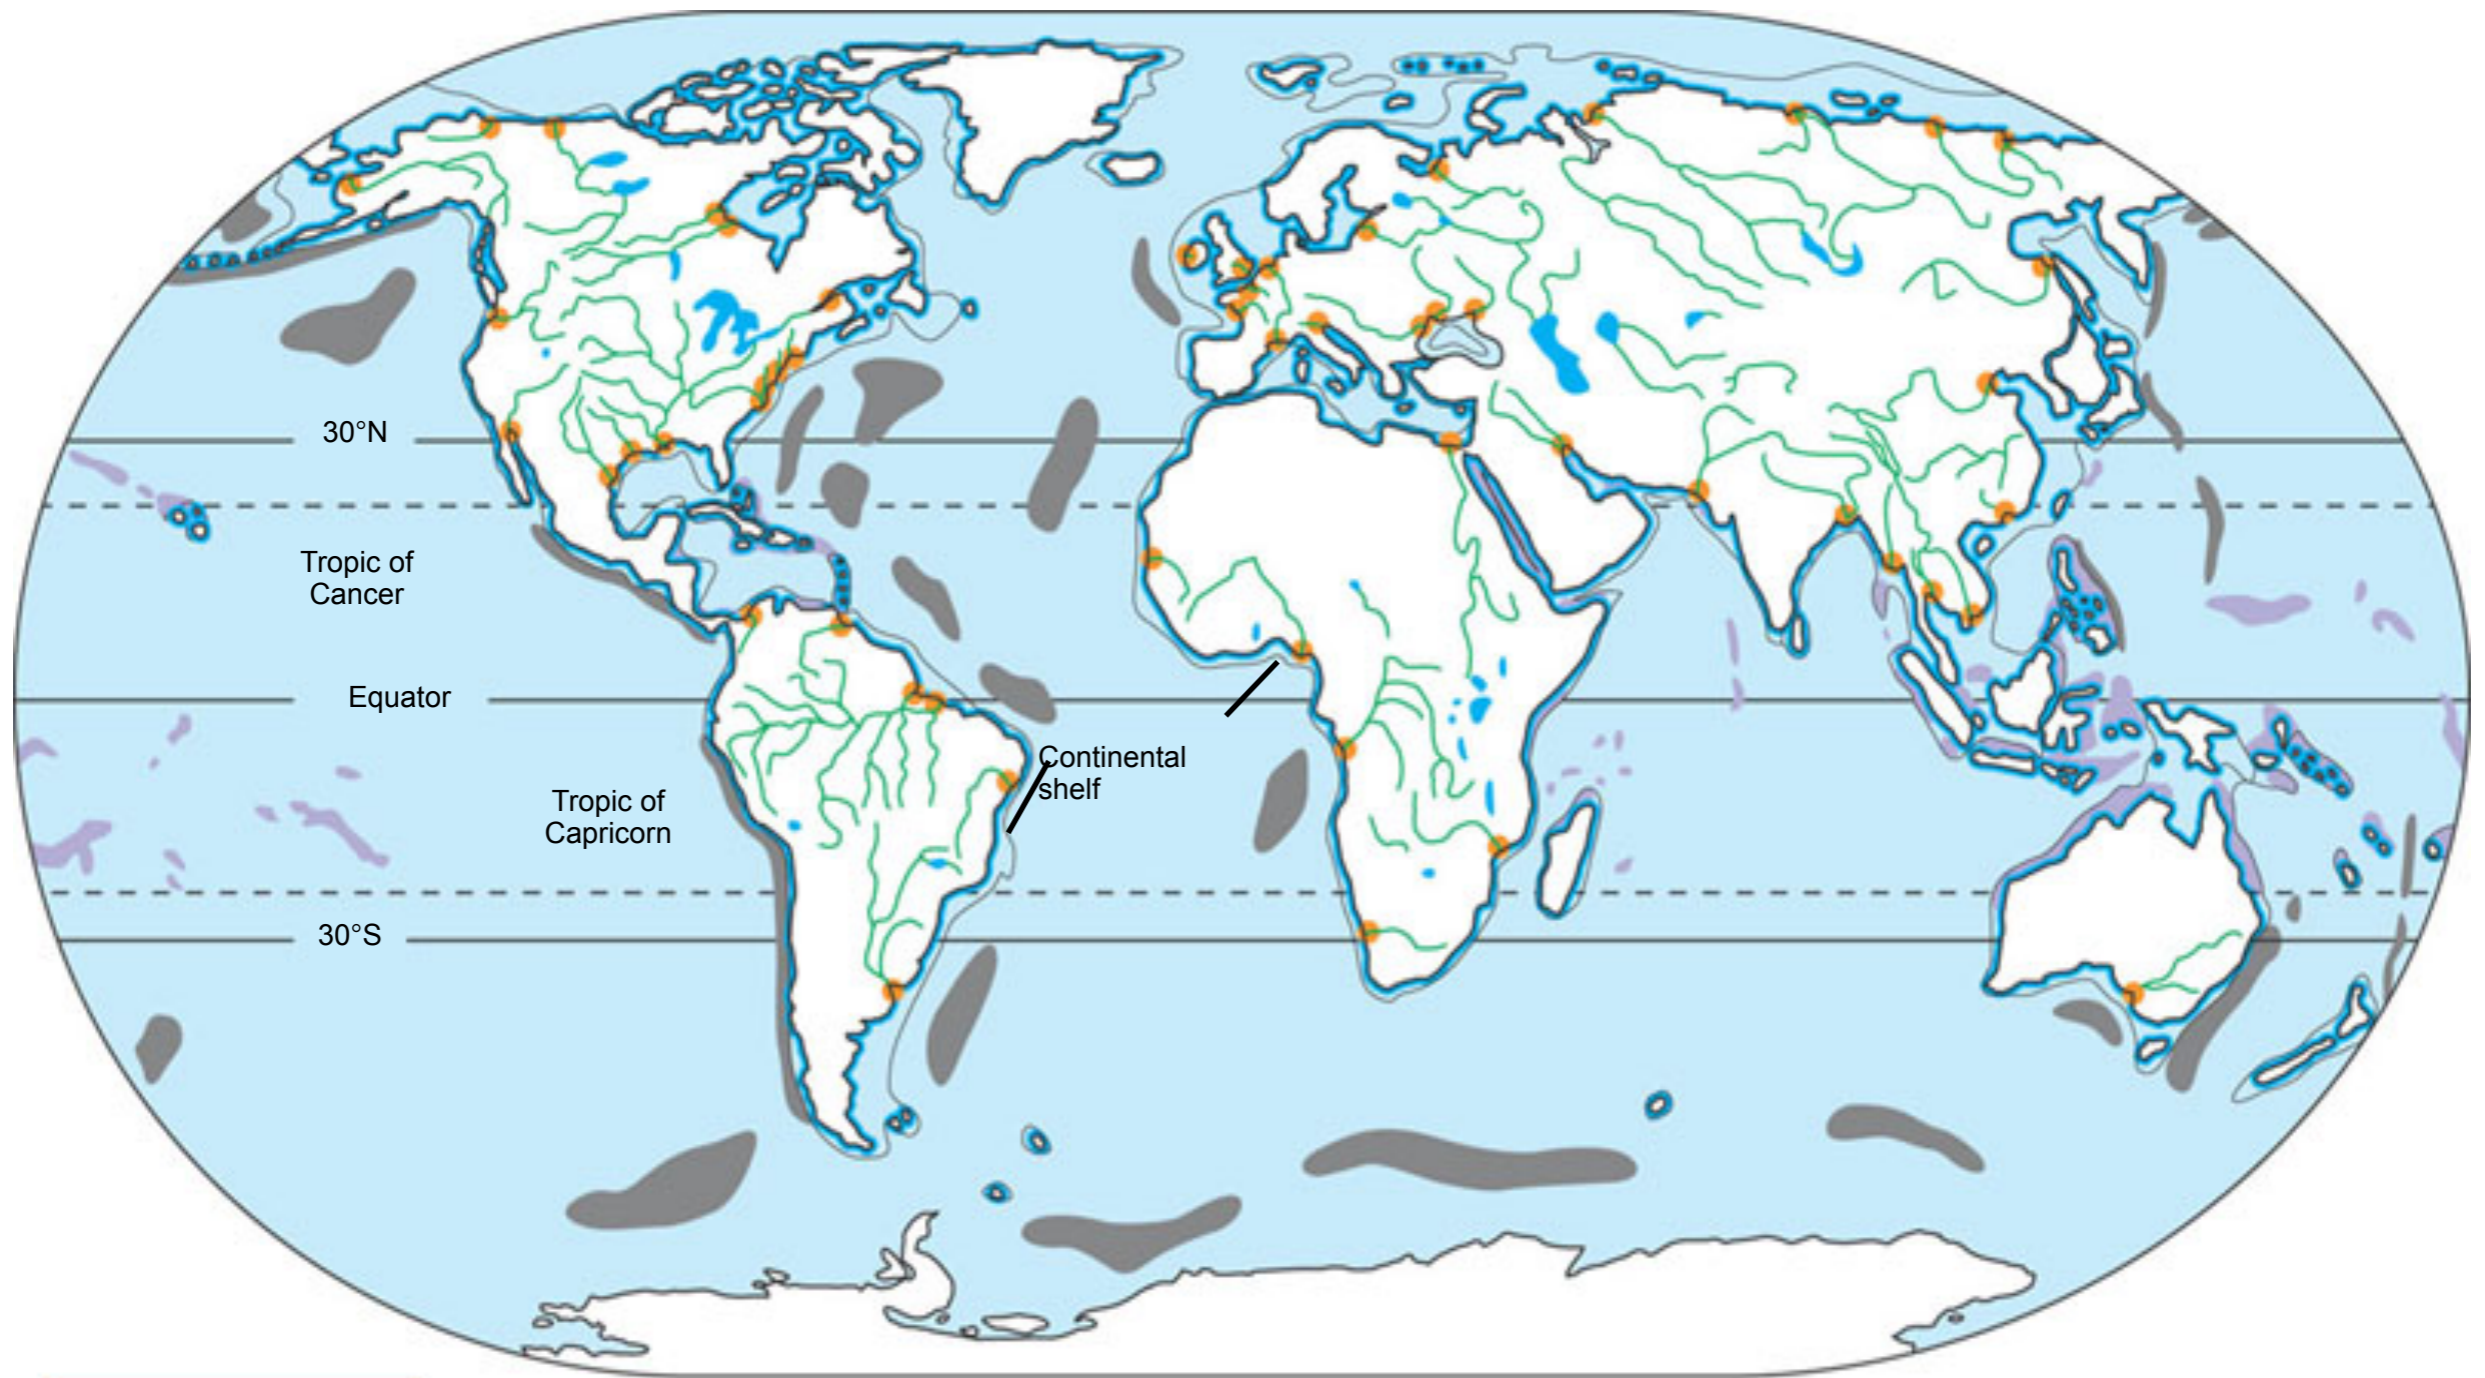 30°N
Tropic of
Cancer
Equator
Continental
shelf
Tropic of
Capricorn
30°S